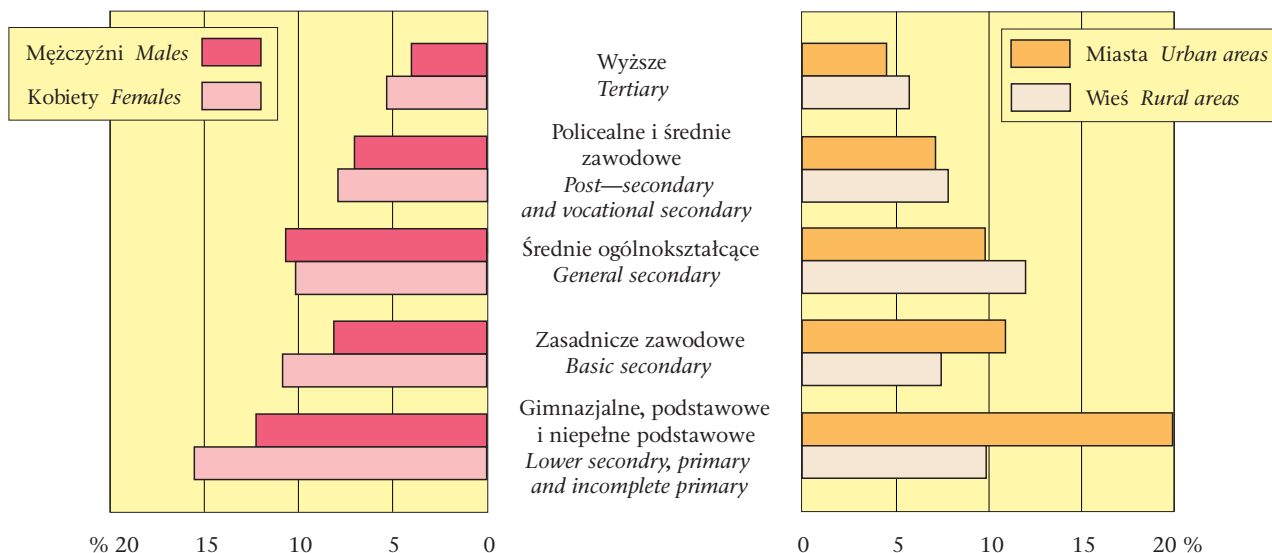 Mężczyźni Males
Kobiety Females
Miasta Urban areas
Wieś Rural areas
Wyższe
Tertiary
Policealne i średnie
zawodowe
Post—secondary
and vocational secondary
Średnie ogólnokształcące
General secondary
Zasadnicze zawodowe
Basic secondary
Gimnazjalne, podstawowe
i niepełne podstawowe
Lower secondry, primary
and incomplete primary
% 20 15 10 5 0
0 5 10 15 20 %